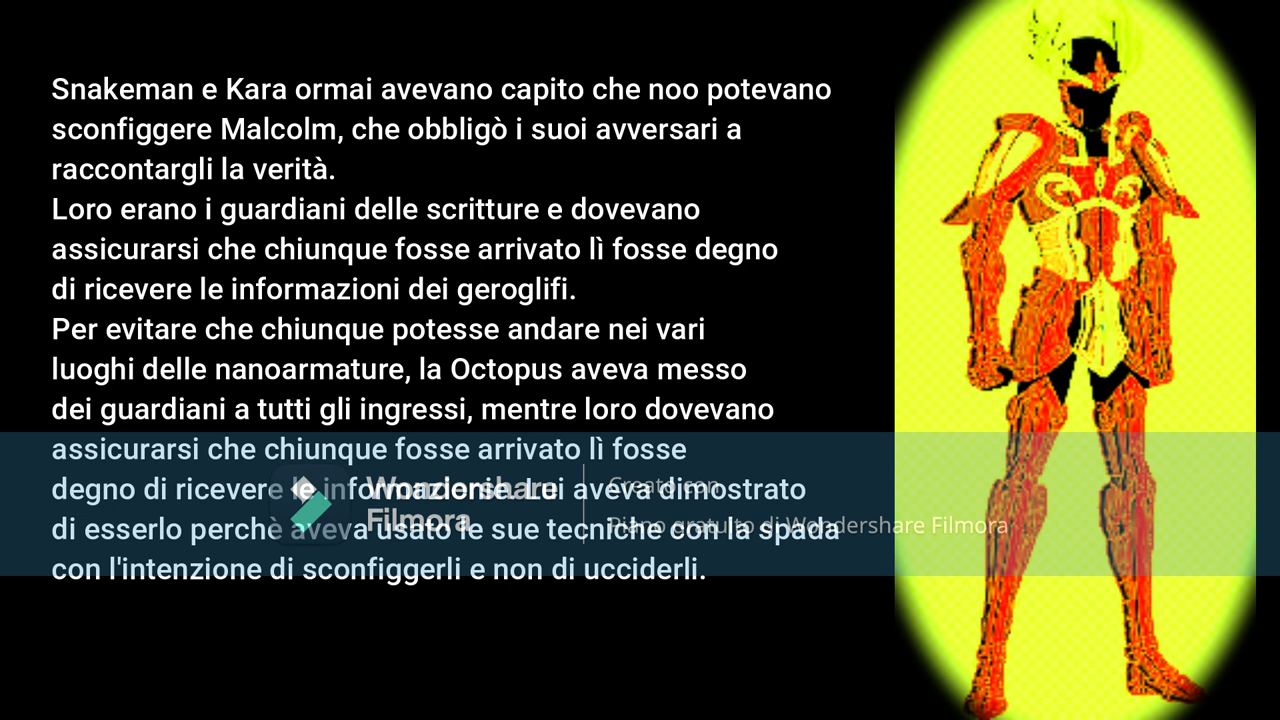 Snakeman e Kara ormai avevano capito che noo potevano
sconfiggere Malcolm, che obbligò i suoi avversari a
raccontargli la verità.
Loro erano i guardiani delle scritture e dovevano
assicurarsi che chiunque fosse arrivato lì fosse degno
di ricevere le informazioni dei geroglifi.
Per evitare che chiunque potesse andare nei vari
luoghi delle nanoarmature, la Octopus aveva messo
dei guardiani a tutti gli ingressi, mentre loro dovevano
assicurarsi che chiunque fosse arrivato lì fosse
degno di ricevere le informazionie. Lui aveva dimostrato
di esserlo perchè aveva usato le sue tecniche con la spada
con l'intenzione di sconfiggerli e non di ucciderli.
Wondershare
Filmora
Creato con
Piano gratuito di Wondershare Filmora